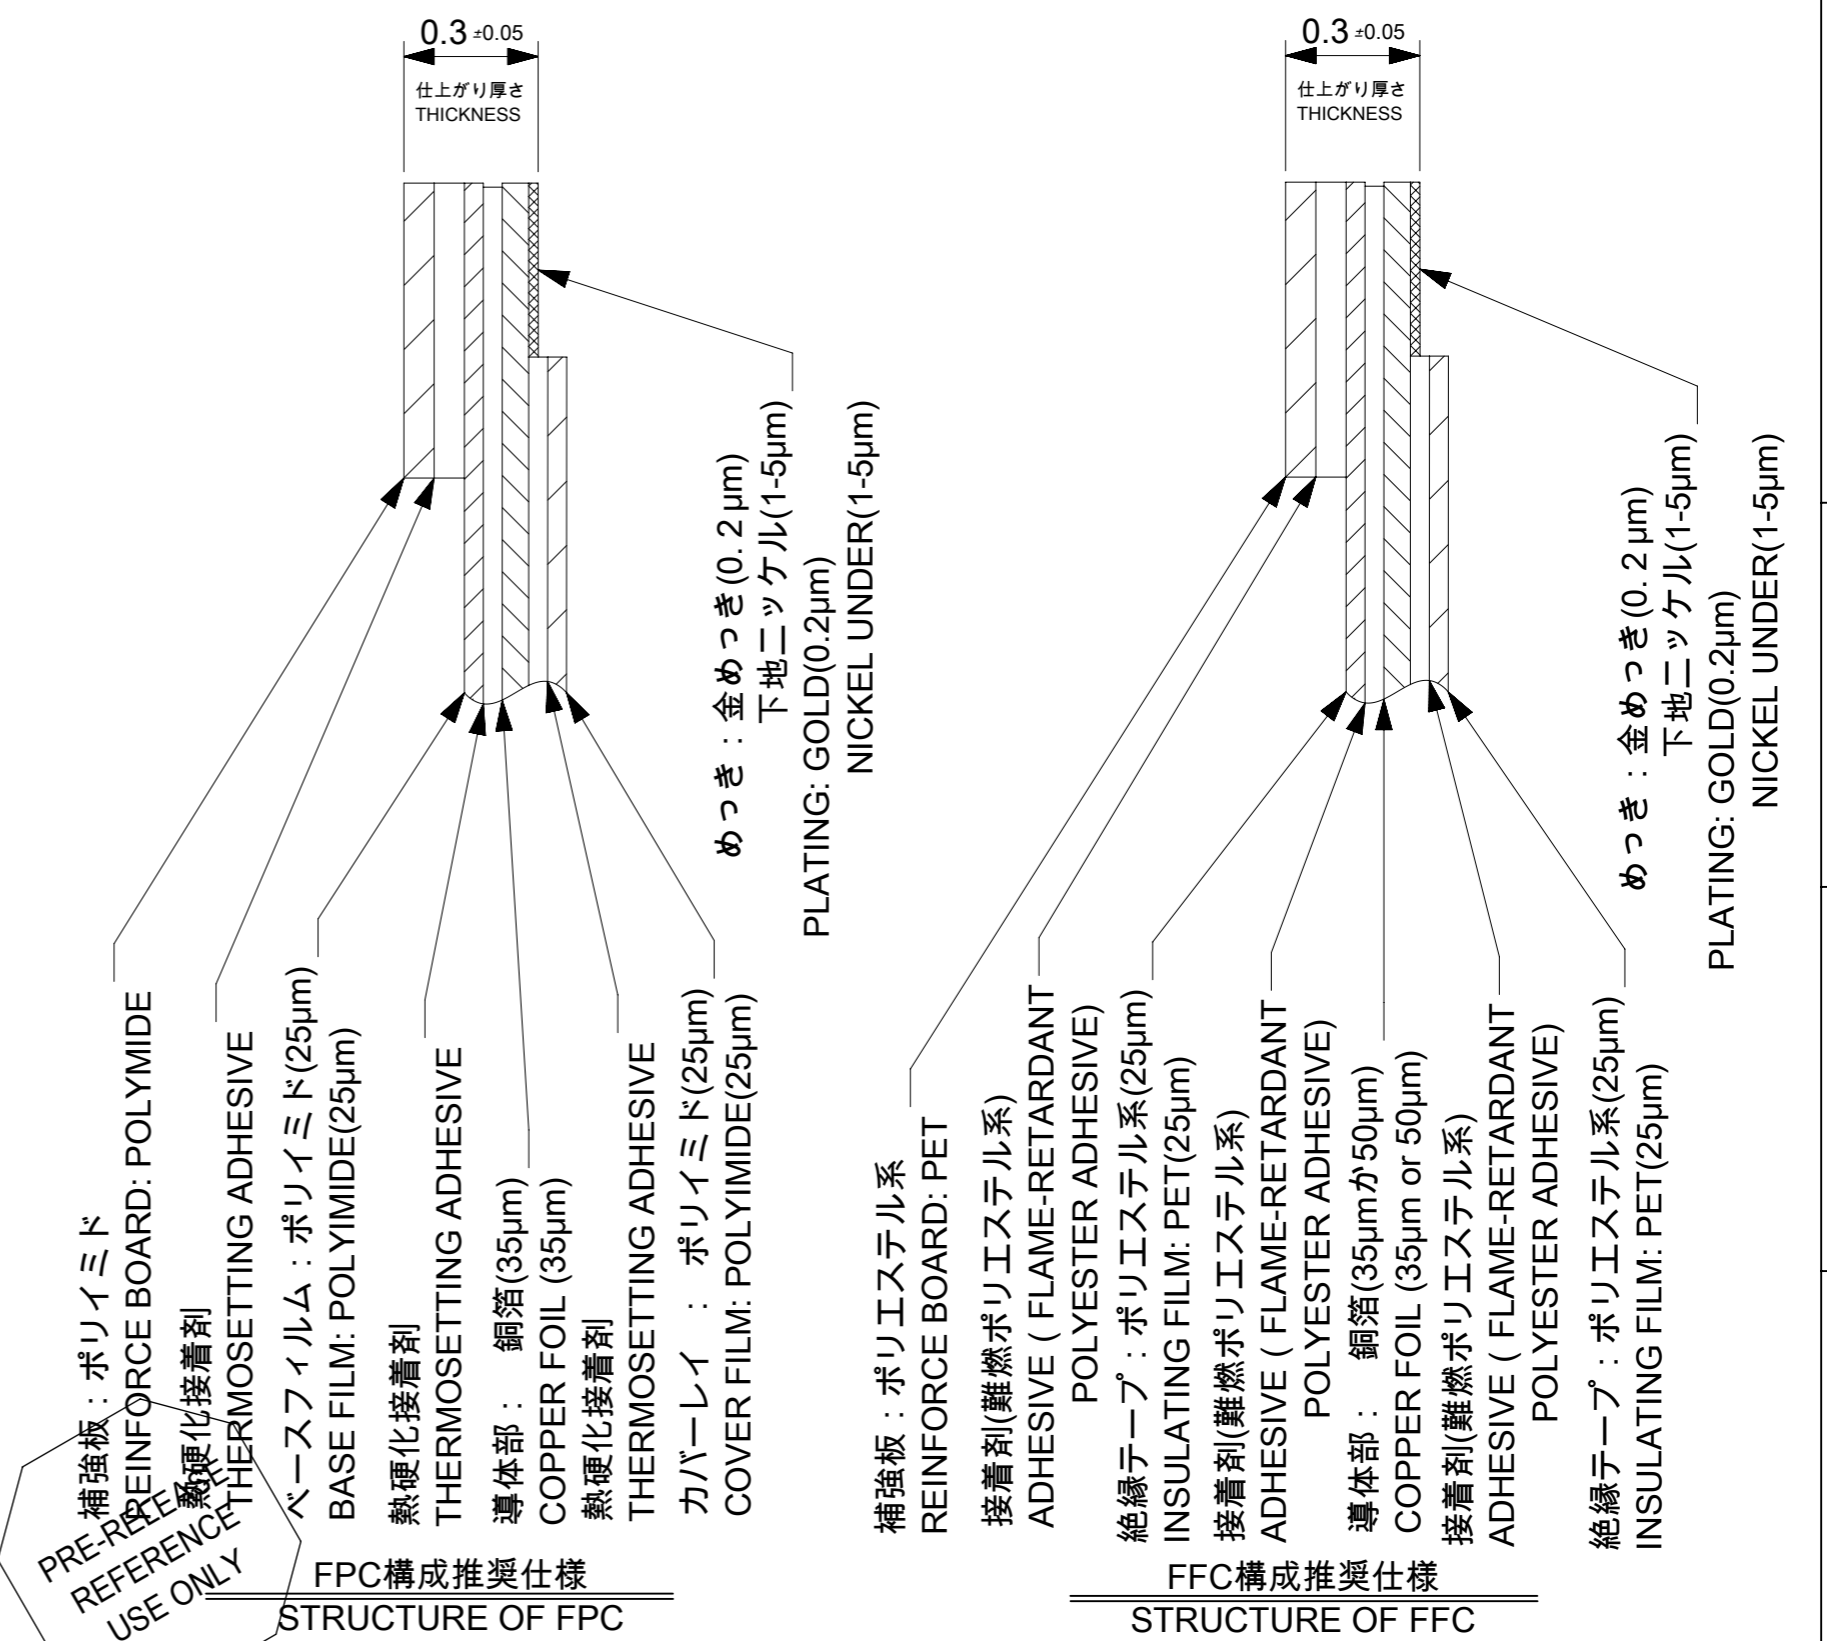 0.3 ±0.05
仕上がり厚さ
THICKNESS
めっき：金めっき(0.2μm)
下地ニッケル(1-5μm)
PLATING: GOLD(0.2μm)
NICKEL UNDER(1-5μm)
補強板：ポリイミド
REINFORCE BOARD: POLYMIDE
熱硬化接着剤
THERMOSETTING ADHESIVE
ベースフィルム：ポリイミド(25μm)
BASE FILM: POLYIMIDE(25μm)
熱硬化接着剤
THERMOSETTING ADHESIVE
導体部： 銅箔(35μm)
COPPER FOIL (35μm)
熱硬化接着剤
THERMOSETTING ADHESIVE
カバーレイ ： ポリイミド(25μm)
COVER FILM: POLYIMIDE(25μm)
PRE-RELEASE
REFERENCE
USE ONLY
FPC構成推奨仕様
STRUCTURE OF FPC
0.3 ±0.05
仕上がり厚さ
THICKNESS
めっき：金めっき(0.2μm)
下地ニッケル(1-5μm)
PLATING: GOLD(0.2μm)
NICKEL UNDER(1-5μm)
補強板：ポリエステル系
REINFORCE BOARD: PET
接着剤(難燃ポリエステル系)
ADHESIVE ( FLAME-RETARDANT
POLYESTER ADHESIVE)
絶縁テープ：ポリエステル系(25μm)
INSULATING FILM: PET(25μm)
接着剤(難燃ポリエステル系)
ADHESIVE ( FLAME-RETARDANT
POLYESTER ADHESIVE)
導体部： 銅箔(35μmか50μm)
COPPER FOIL (35μm or 50μm)
接着剤(難燃ポリエステル系)
ADHESIVE ( FLAME-RETARDANT
POLYESTER ADHESIVE)
絶縁テープ：ポリエステル系(25μm)
INSULATING FILM: PET(25μm)
FFC構成推奨仕様
STRUCTURE OF FFC